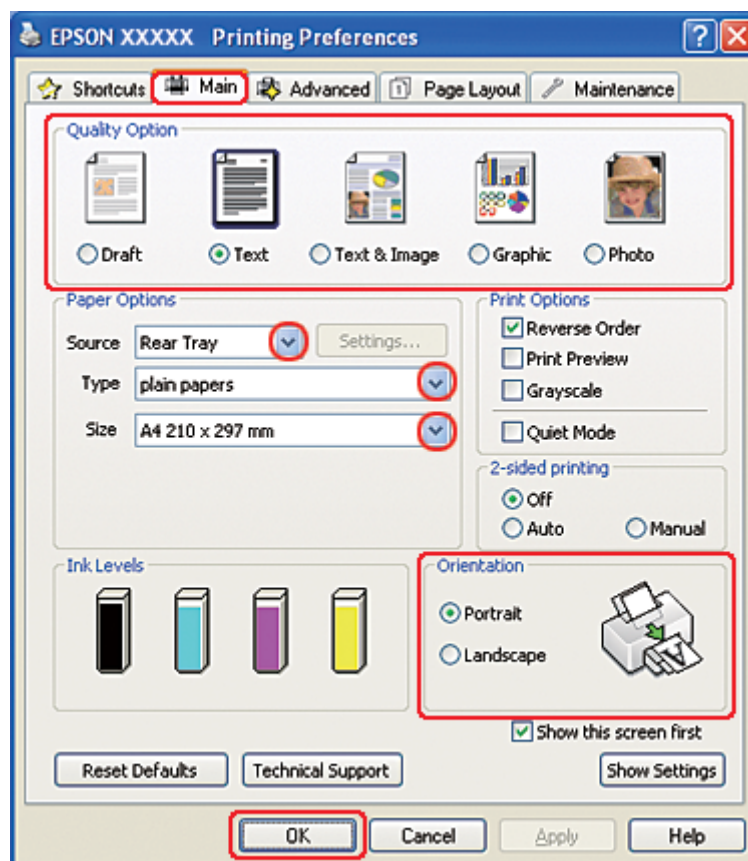 EPSON XXXXX Printing Preferences
Shortcuts Main Advanced Page Layout Maintenance
Quality Option
Draft Text Text & Image Graphic Photo
Paper Options
Source Rear Tray Settings...
Type plain papers
Size A4 210 x 297 mm
Print Options
Reverse Order
Print Preview
Grayscale
Quiet Mode
2-sided printing
Off
Auto Manual
Ink Levels
Orientation
Portrait
Landscape
Show this screen first
Reset Defaults Technical Support Show Settings
OK Cancel Apply Help